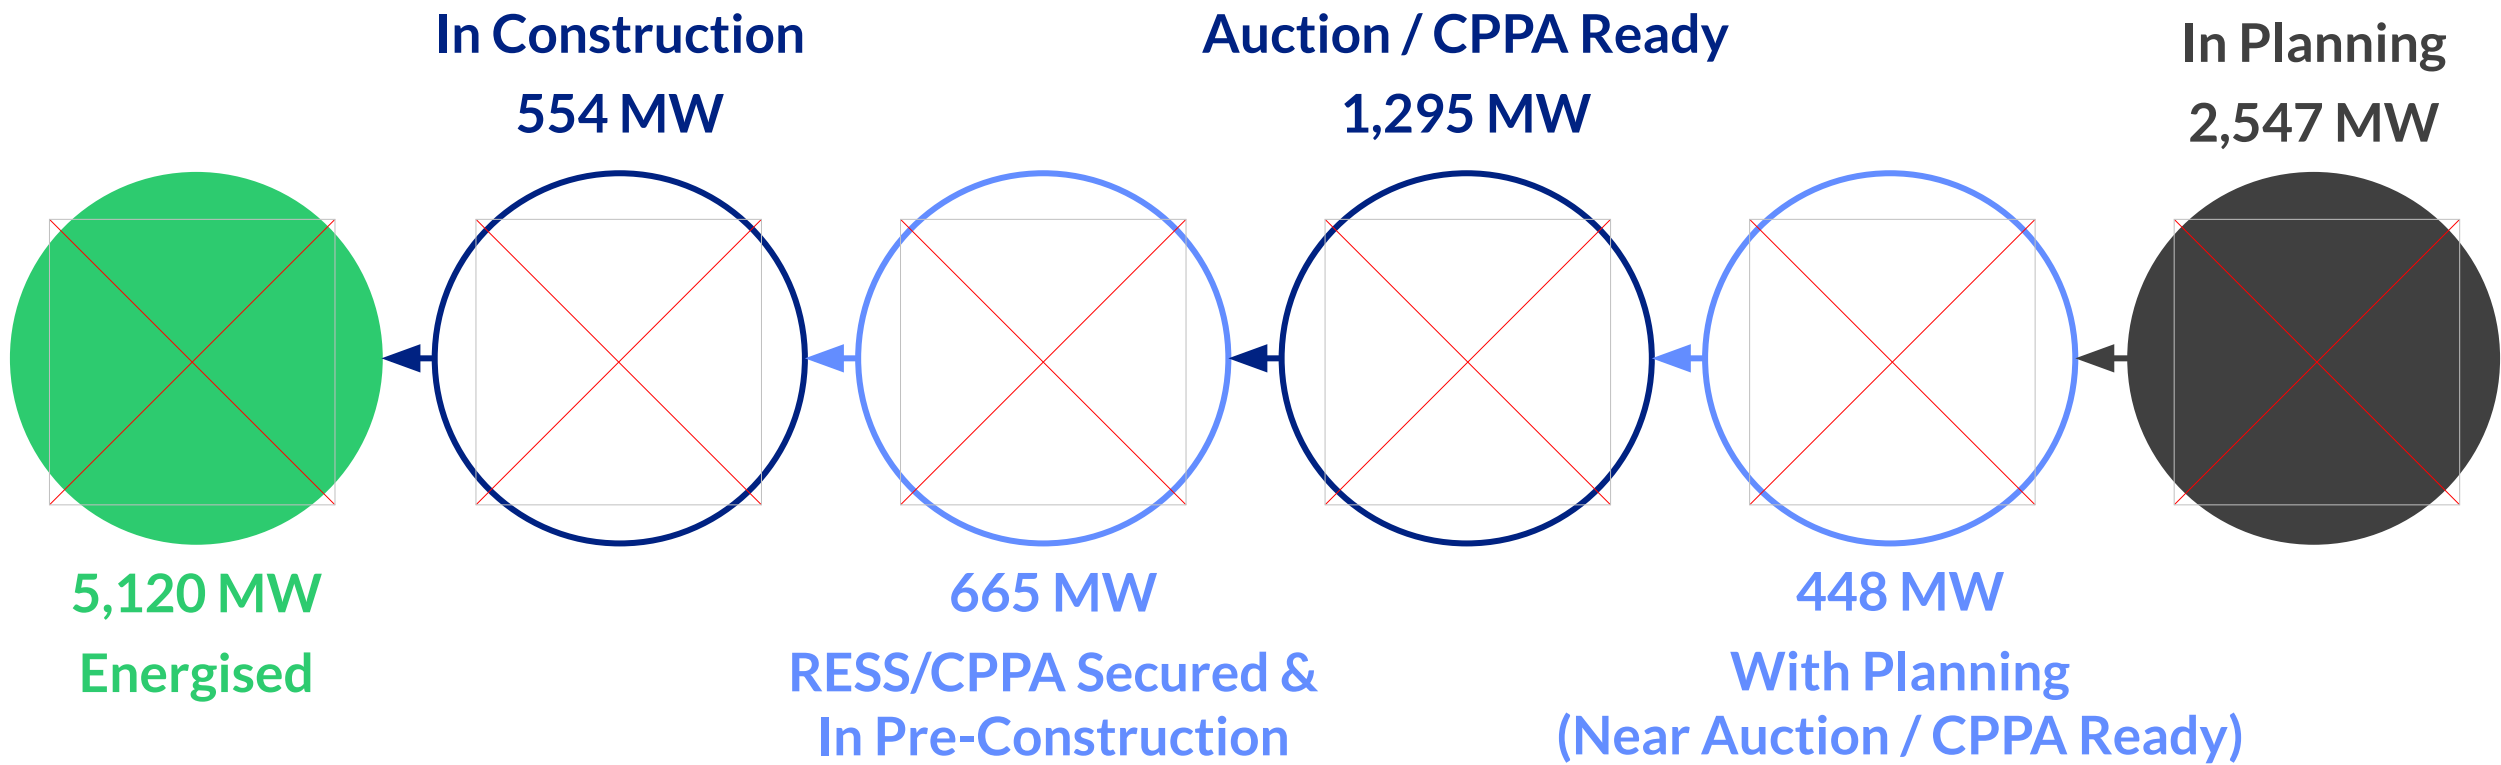 In Construction
554 MW
Auction / CPPA Ready
1,295 MW
In Planning
2,547 MW
5,120 MW
Energised
665 MW
RESS/CPPA Secured &
In Pre-Construction
448 MW
With Planning
(Near Auction / CPPA Ready)